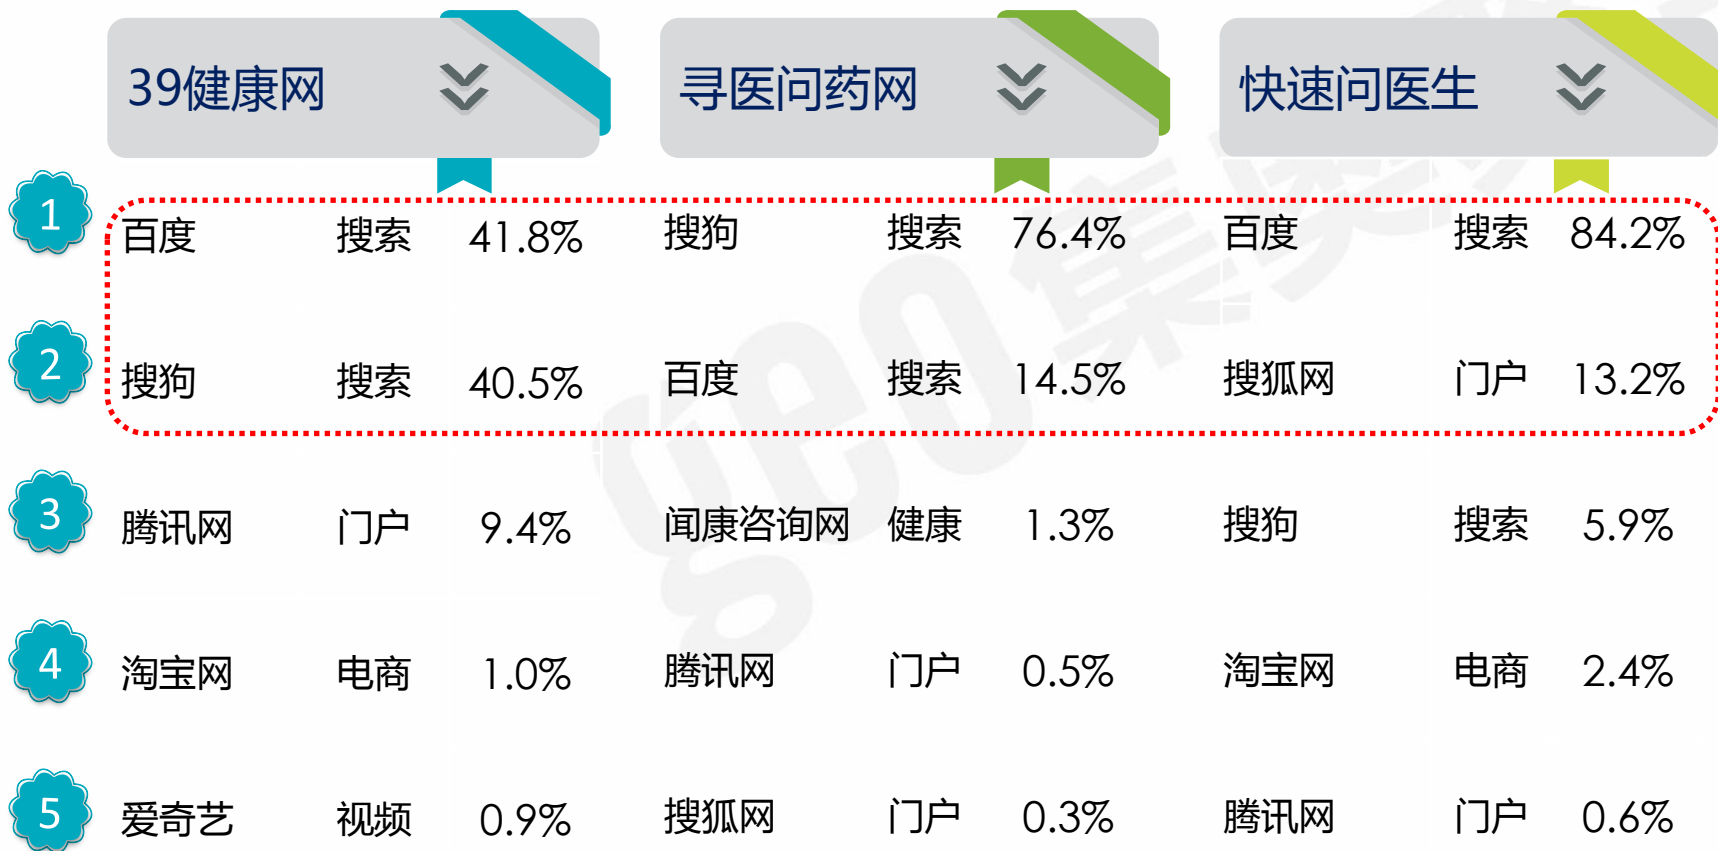 39健康网 寻医问药网 快速问医生
1 百度 搜索 41.8% 搜狗 搜索 76.4% 百度 搜索 84.2%
2 搜狗 搜索 40.5% 百度 搜索 14.5% 搜狐网 门户 13.2%
3 腾讯网 门户 9.4% 闻康咨询网 健康 1.3% 搜狗 搜索 5.9%
4 淘宝网 电商 1.0% 腾讯网 门户 0.5% 淘宝网 电商 2.4%
5 爱奇艺 视频 0.9% 搜狐网 门户 0.3% 腾讯网 门户 0.6%
geo集奥